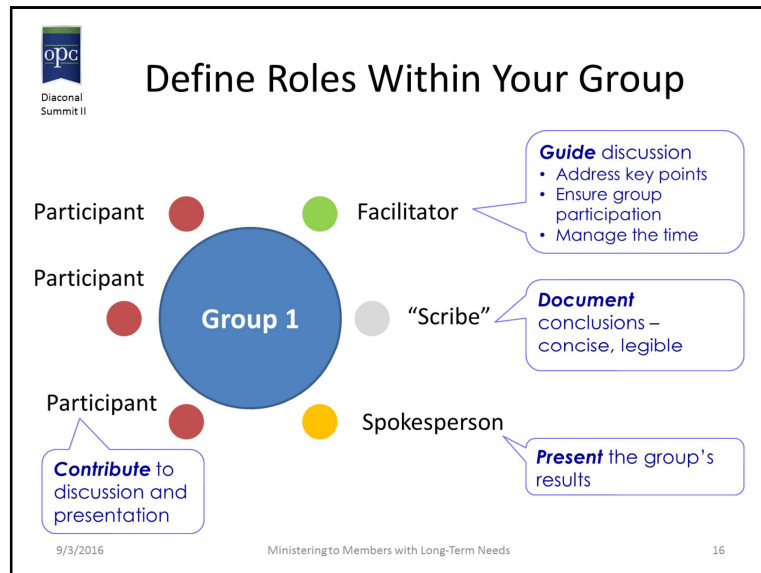 opc
Diaconal
Summit II
Define Roles Within Your Group
Participant
Participant
Participant
Group 1
Facilitator
“Scribe”
Spokesperson
Guide discussion
• Address key points
• Ensure group
participation
• Manage the time
Document
conclusions –
concise, legible
Present the group’s
results
Contribute to
discussion and
presentation
9/3/2016
Ministering to Members with Long-Term Needs
16